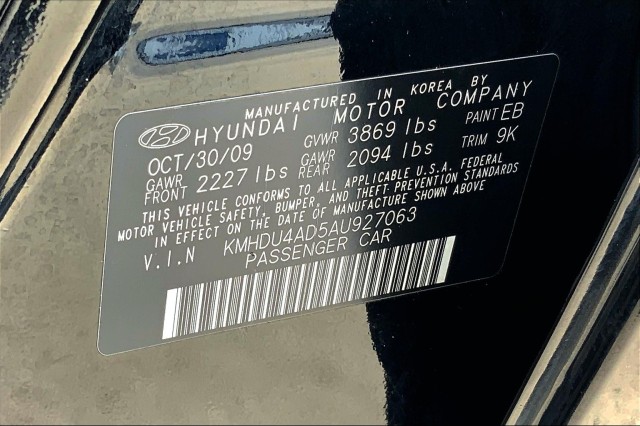 MANUFACTURED IN KOREA BY
HYUNDAI MOTOR COMPANY
OCT/30/09 GVWR 3869 lbs PAINT EB
GAWR FRONT 2227 lbs GAWR REAR 2094 lbs TRIM 9K
THIS VEHICLE CONFORMS TO ALL APPLICABLE U.S.A. FEDERAL
MOTOR VEHICLE SAFETY, BUMPER, AND THEFT PREVENTION STANDARDS
IN EFFECT ON THE DATE OF MANUFACTURE SHOWN ABOVE
V.I.N KMHDU4AD5AU927063
PASSENGER CAR